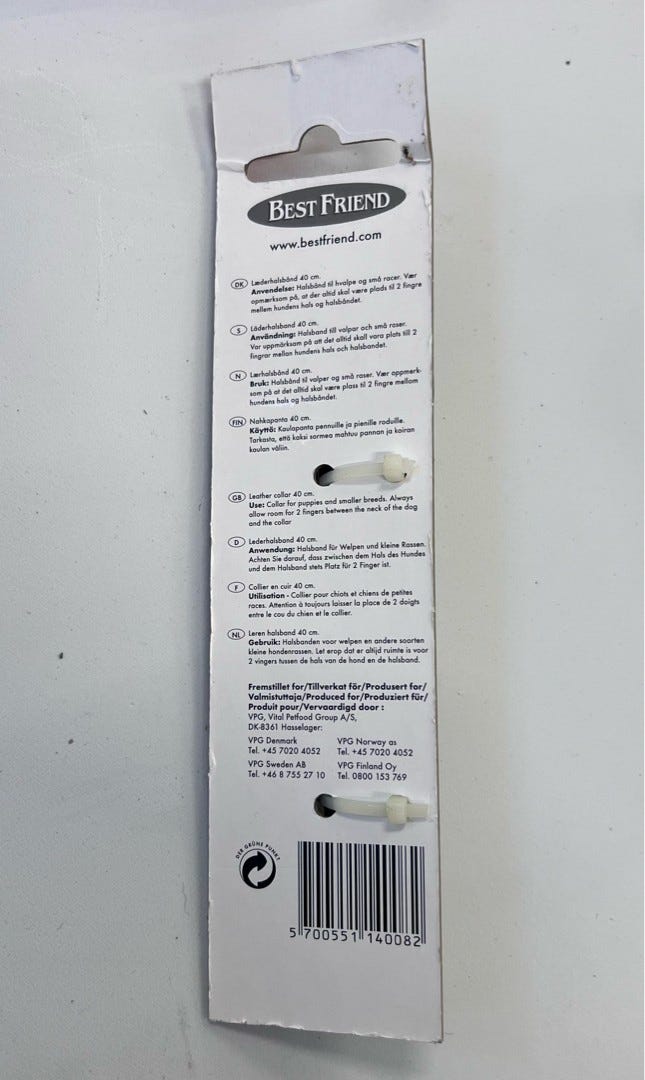 BEST FRIEND
www.bestfriend.com
DK Læderhalsbånd 40 cm.
Anvendelse: Halsbånd til hvalpe og små racer. Vær
opmærksom på, at der altid skal være plads til 2 fingre
mellem hundens hals og halsbåndet.
S Läderhalsband 40 cm.
Användning: Halsband till valpar och små raser.
Var uppmärksam på att det alltid skall vara plats till 2
fingrar mellan hundens hals och halsbandet.
N Lærhalsbånd 40 cm.
Bruk: Halsbånd til valper og små raser. Vær oppmerk-
som på at det alltid skal være plass til 2 fingre mellom
hundens hals og halsbåndet.
FIN Nahkapanta 40 cm.
Käyttö: Kaulapanta pennuille ja pienille roduille.
Tarkasta, että kaksi sormea mahtuu pannan ja koiran
kaulan väliin.
GB Leather collar 40 cm.
Use: Collar for puppies and smaller breeds. Always
allow room for 2 fingers between the neck of the dog
and the collar
D Lederhalsband 40 cm.
Anwendung: Halsband für Welpen und kleine Rassen.
Achten Sie darauf, dass zwischen dem Hals des Hundes
und dem Halsband stets Platz für 2 Finger ist.
F Collier en cuir 40 cm.
Utilisation - Collier pour chiots et chiens de petites
races. Attention à toujours laisser la place de 2 doigts
entre le cou du chien et le collier.
NL Leren halsband 40 cm.
Gebruik: Halsbanden voor welpen en andere soorten
kleine hondenrassen. Let erop dat er altijd ruimte is voor
2 vingers tussen de hals van de hond en de halsband.
Fremstillet for/Tillverkat för/Produsert for/
Valmistuttaja/Produced for/Produziert für/
Produit pour/Vervaardigd door :
VPG, Vital Petfood Group A/S,
DK-8361 Hasselager:
VPG Denmark VPG Norway as
Tel. +45 7020 4052 Tel. +45 7020 4052
VPG Sweden AB VPG Finland Oy
Tel. +46 8 755 27 10 Tel. 0800 153 769
DER GRÜNE PUNKT
5 700551 140082